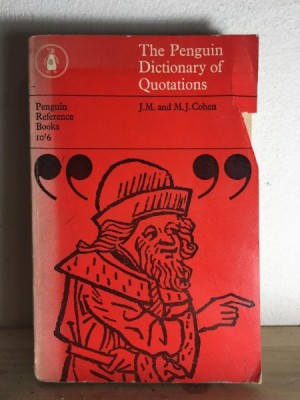 The Penguin
Dictionary of
Quotations
J.M. and M.J.Cohen
Penguin
Reference
Books
10'6
“ ”